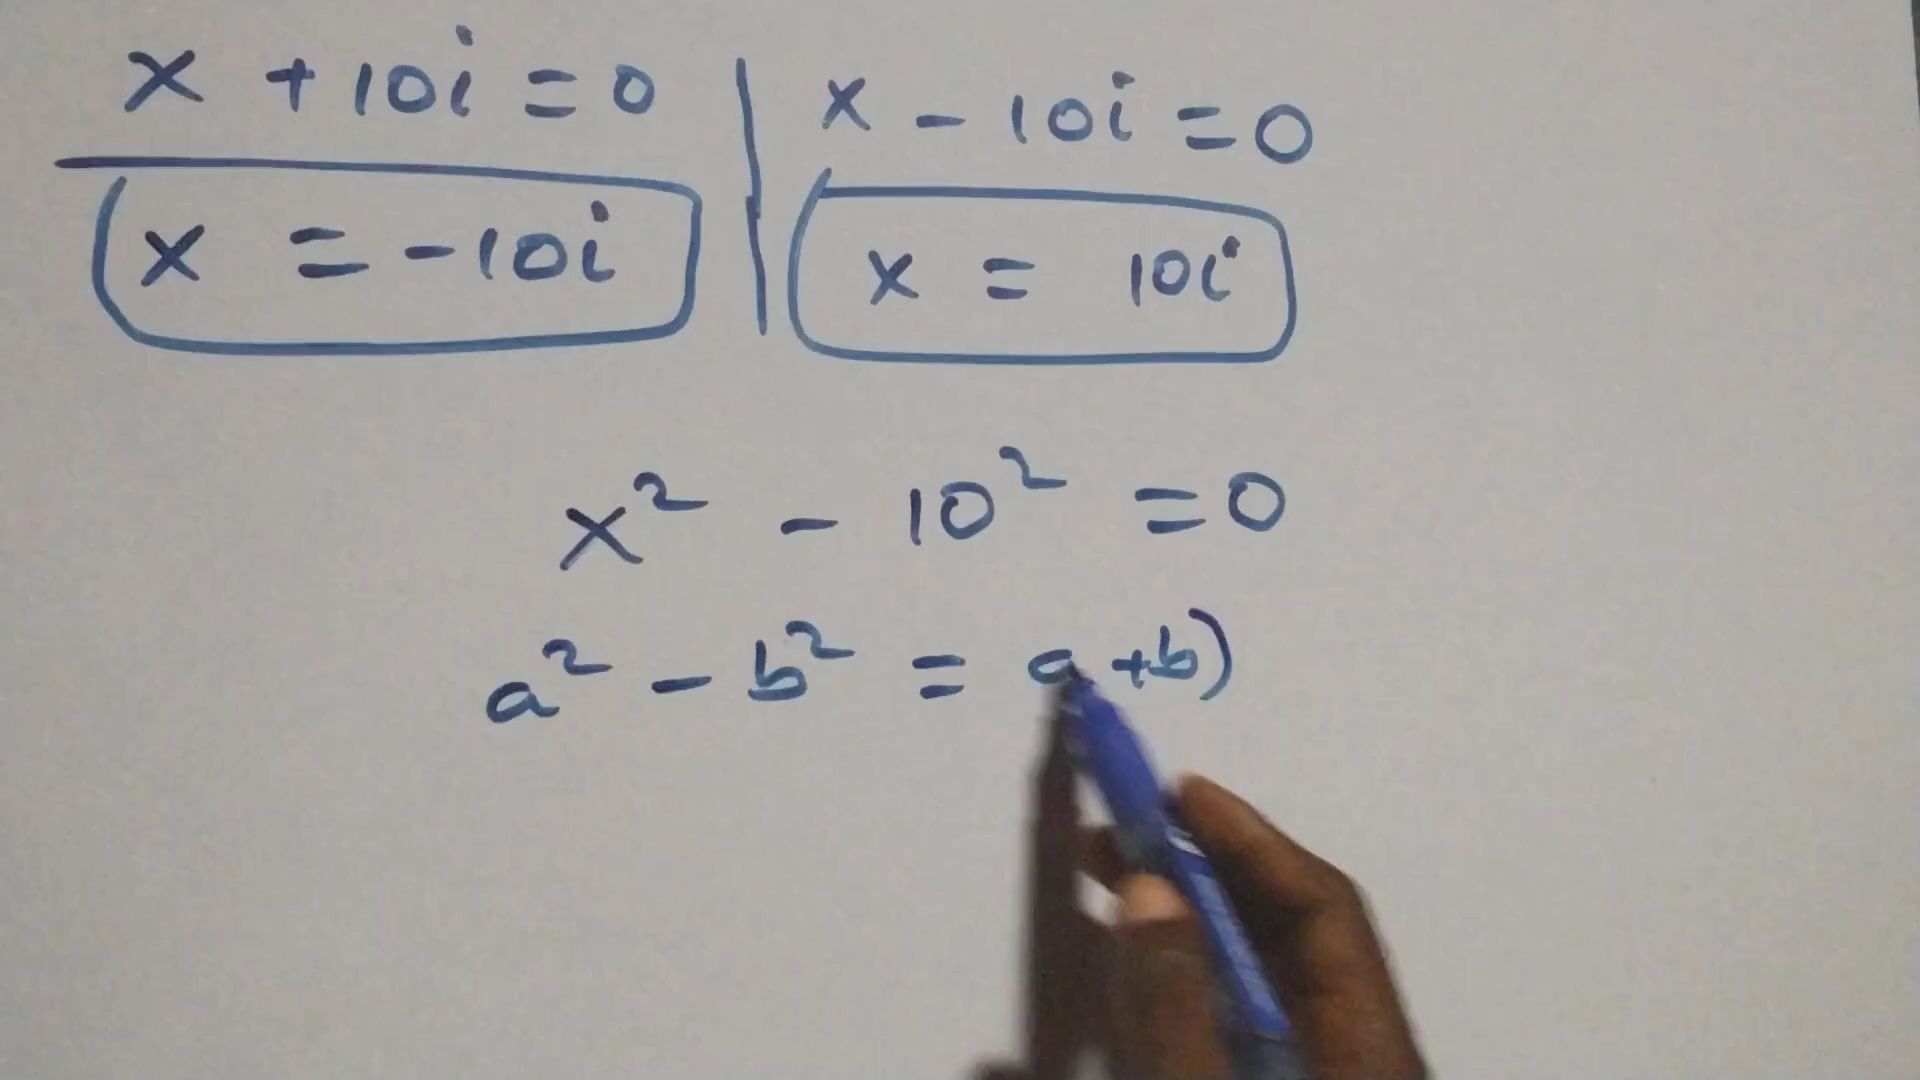 x + 10i = 0 | x - 10i = 0
x = -10i | x = 10i
x² - 10² = 0
a² - b² = a + b)